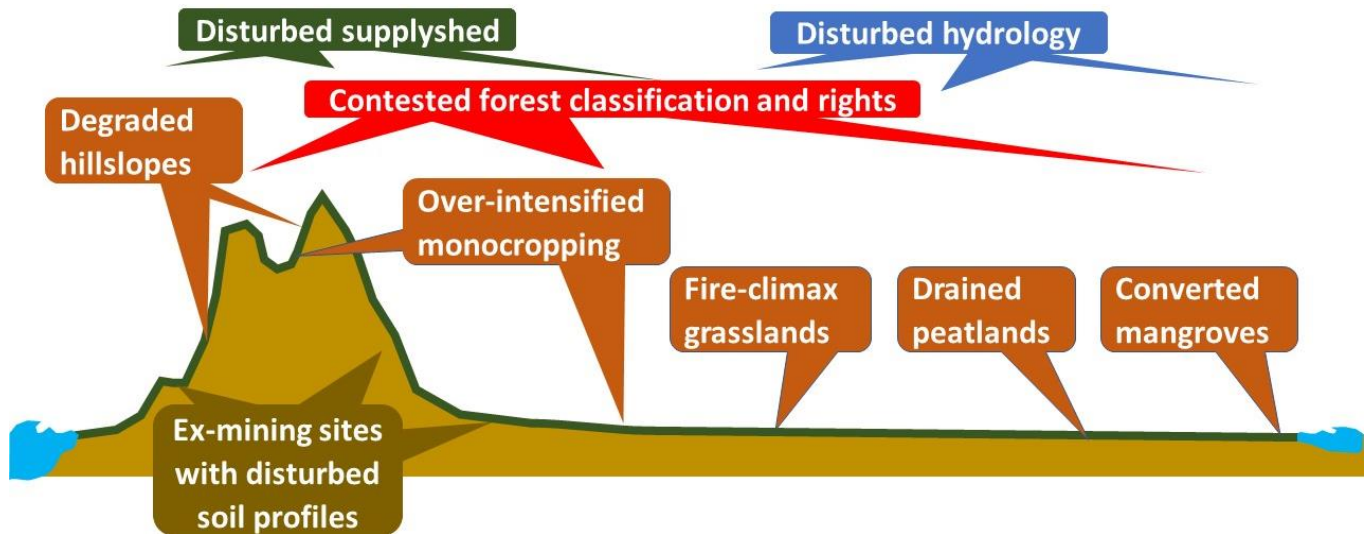 Disturbed supplyshed
Disturbed hydrology
Contested forest classification and rights
Degraded
hillslopes
Over-intensified
monocropping
Fire-climax
grasslands
Drained
peatlands
Converted
mangroves
Ex-mining sites
with disturbed
soil profiles